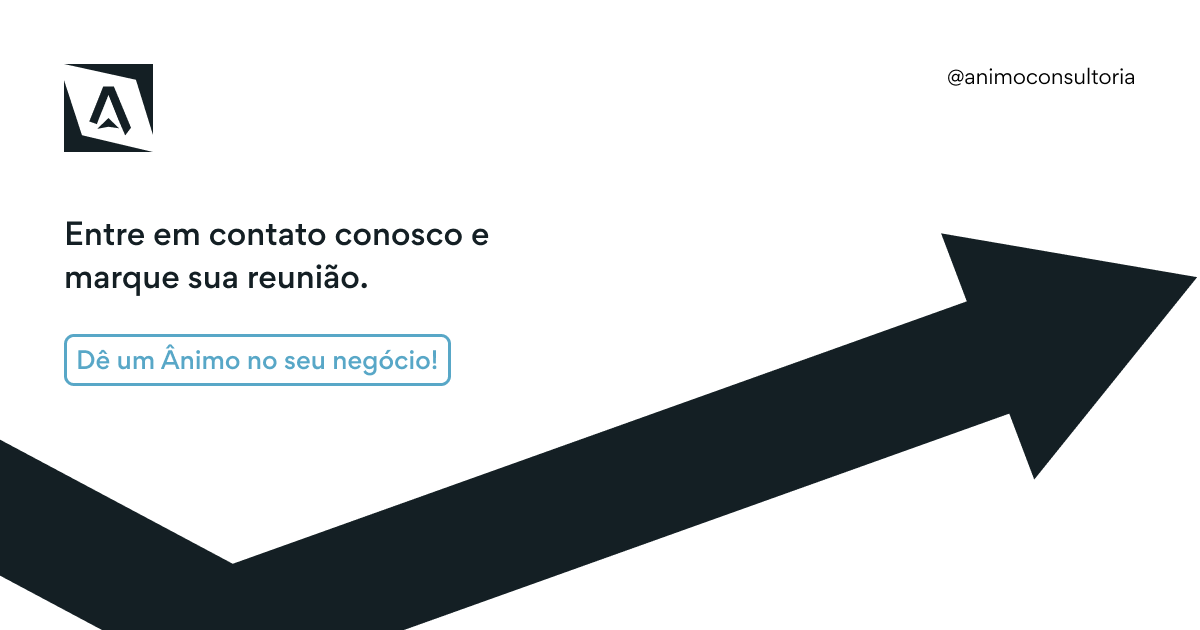 @animoconsultoria
Entre em contato conosco e
marque sua reunião.
Dê um Ânimo no seu negócio!